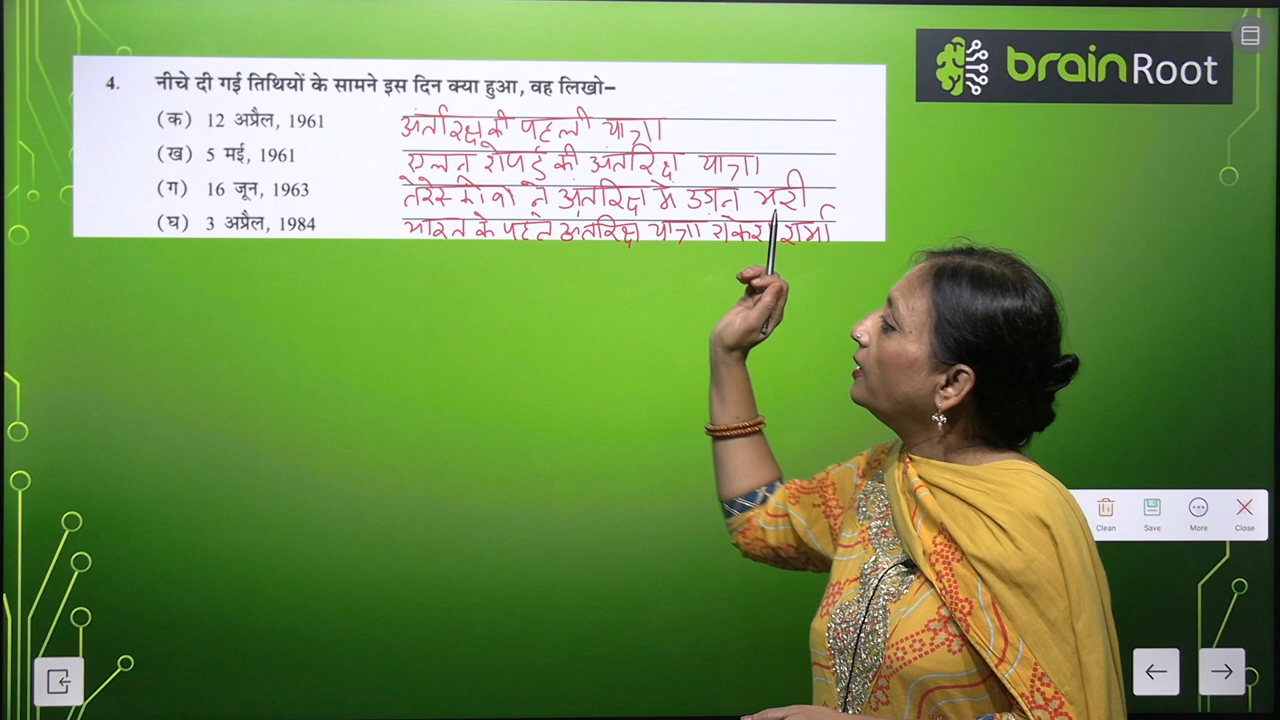 brainRoot
4. नीचे दी गई तिथियों के सामने इस दिन क्या हुआ, वह लिखो–
(क) 12 अप्रैल, 1961 अंतरिक्ष की पहली यात्रा
(ख) 5 मई, 1961 एलन शेपर्ड की अंतरिक्ष यात्रा
(ग) 16 जून, 1963 तेरेस्कोवा ने अंतरिक्ष में उड़ान भरी
(घ) 3 अप्रैल, 1984 भारत के पहले अंतरिक्ष यात्रा राकेश शर्मा
Clean Save More Close